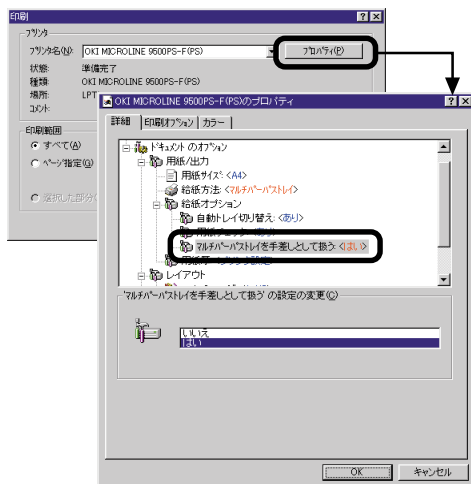 印刷
プリンタ
プリンタ名(N): OKI MICROLINE 9500PS-F(PS)
プロパティ(P)
状態: 準備完了
種類: OKI MICROLINE 9500PS-F(PS)
場所: LPT
コメント:
印刷範囲
すべて(A)
ページ指定(G)
選択した部分(
OKI MICROLINE 9500PS-F(PS)のプロパティ
詳細 印刷オプション カラー
ドキュメント のオプション
用紙/出力
用紙サイズ: <A4>
給紙方法: <マルチパーパストレイ>
給紙オプション
自動トレイ切り替え: <あり>
マルチパーパストレイを手差しとして扱う: <はい>
レイアウト
'マルチパーパストレイを手差しとして扱う' の設定の変更(C)
いいえ
はい
OK キャンセル